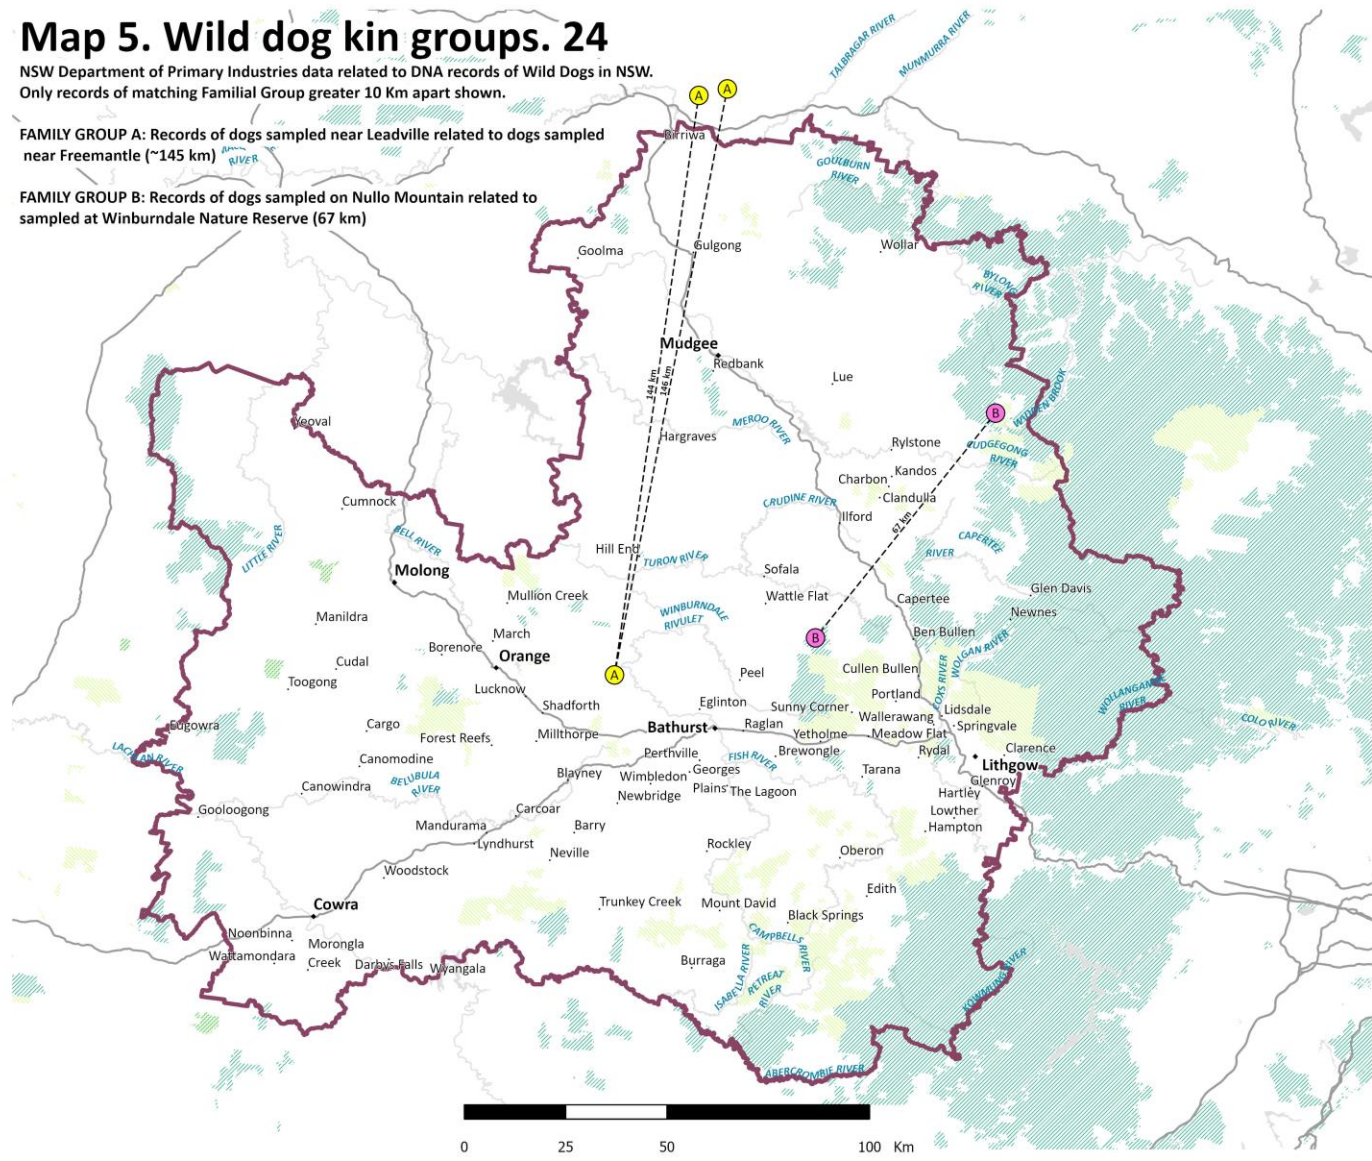 Map 5. Wild dog kin groups. 24
NSW Department of Primary Industries data related to DNA records of Wild Dogs in NSW.
Only records of matching Familial Group greater 10 Km apart shown.
FAMILY GROUP A: Records of dogs sampled near Leadville related to dogs sampled
near Freemantle (~145 km)
RIVER
FAMILY GROUP B: Records of dogs sampled on Nullo Mountain related to
sampled at Winburndale Nature Reserve (67 km)
TALBRAGAR RIVER
MUNMURRA RIVER
A
A
Birriwa
GOULBURN
RIVER
Goolma
Gulgong
Wollar
BYLONG
RIVER
Mudgee
Redbank
Lue
144 km
146 km
WIDDEN BROOK
B
Yeoval
Hargraves
MEROO RIVER
Rylstone
CUDGEGONG
RIVER
Kandos
Charbon
Clandulla
Cumnock
CRUDINE RIVER
Ilford
67 km
LITTLE RIVER
BELL RIVER
Hill End
TURON RIVER
CAPERTEE
RIVER
Molong
Sofala
Mullion Creek
Wattle Flat
Capertee
Glen Davis
WINBURNDALE
RIVULET
Newnes
Manildra
March
B
Ben Bullen
WOLGAN RIVER
Borenore
Orange
Cudal
A
Peel
Cullen Bullen
Toogong
Lucknow
Portland
COXS RIVER
WOLLANGAMBE
RIVER
Shadforth
Eglinton
Sunny Corner
Lidsdale
Eugowra
Cargo
Forest Reefs
Millthorpe
Bathurst
Raglan
Wallerawang
Springvale
COLO RIVER
Yetholme
Meadow Flat
LACHLAN RIVER
Canomodine
Perthville
FISH RIVER
Brewongle
Rydal
Clarence
BELUBULA
RIVER
Blayney
Wimbledon
Georges
Plains
Tarana
Lithgow
Canowindra
Newbridge
The Lagoon
Glenroy
Hartley
Gooloogong
Carcoar
Lowther
Mandurama
Barry
Hampton
Lyndhurst
Neville
Rockley
Oberon
Woodstock
Edith
Cowra
Trunkey Creek
Mount David
Black Springs
Noonbinna
Morongla
Creek
CAMPBELLS
RIVER
Wattamondara
Darbys Falls
Wyangala
Burraga
ISABELLA RIVER
RETREAT
RIVER
KOWMUNG RIVER
ABERCROMBIE RIVER
0 25 50 100 Km